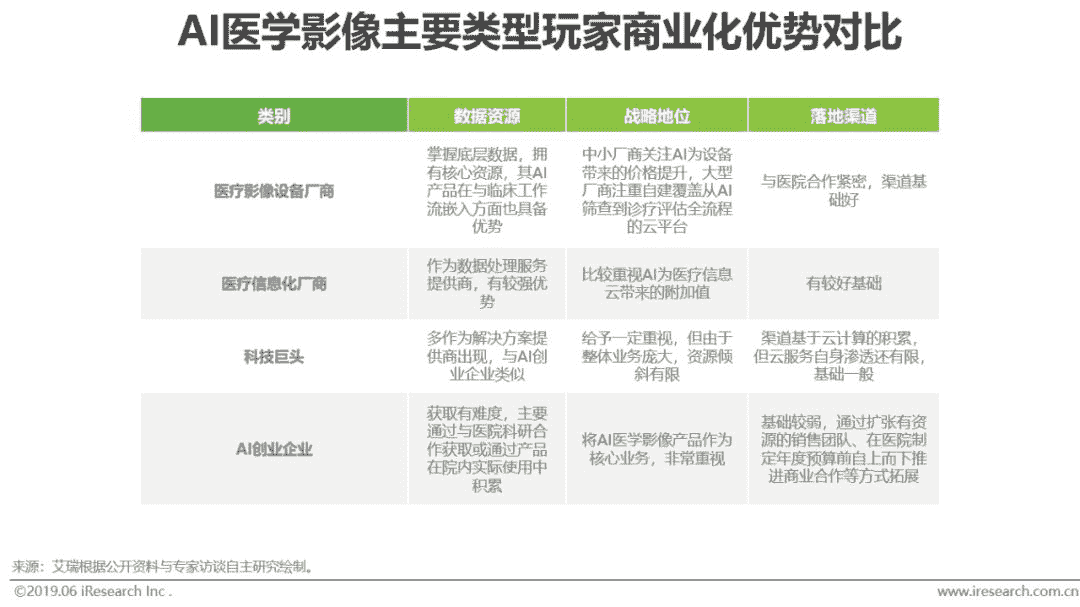 AI医学影像主要类型玩家商业化优势对比
类别
数据资源
战略地位
落地渠道
医疗影像设备厂商
掌握底层数据，拥
有核心资源，其AI
产品在与临床工作
流嵌入方面也具备
优势
中小厂商关注AI为设备
带来的价格提升，大型
厂商注重自建覆盖从AI
筛查到诊疗评估全流程
的云平台
与医院合作紧密，渠道基
础好
医疗信息化厂商
作为数据处理服务
提供商，有较强优
势
比较重视AI为医疗信息
云带来的附加值
有较好基础
科技巨头
多作为解决方案提
供商出现，与AI创
业企业类似
给予一定重视，但由于
整体业务庞大，资源倾
斜有限
渠道基于云计算的积累，
但云服务自身渗透还有限，
基础一般
AI创业企业
获取有难度，主要
通过与医院科研合
作获取或通过产品
在院内实际使用中
积累
将AI医学影像产品作为
核心业务，非常重视
基础较弱，通过扩张有资
源的销售团队、在医院制
定年度预算前自上而下推
进商业合作等方式拓展
来源：艾瑞根据公开资料与专家访谈自主研究绘制。
©2019.06 iResearch Inc .
www.iresearch.com.cn